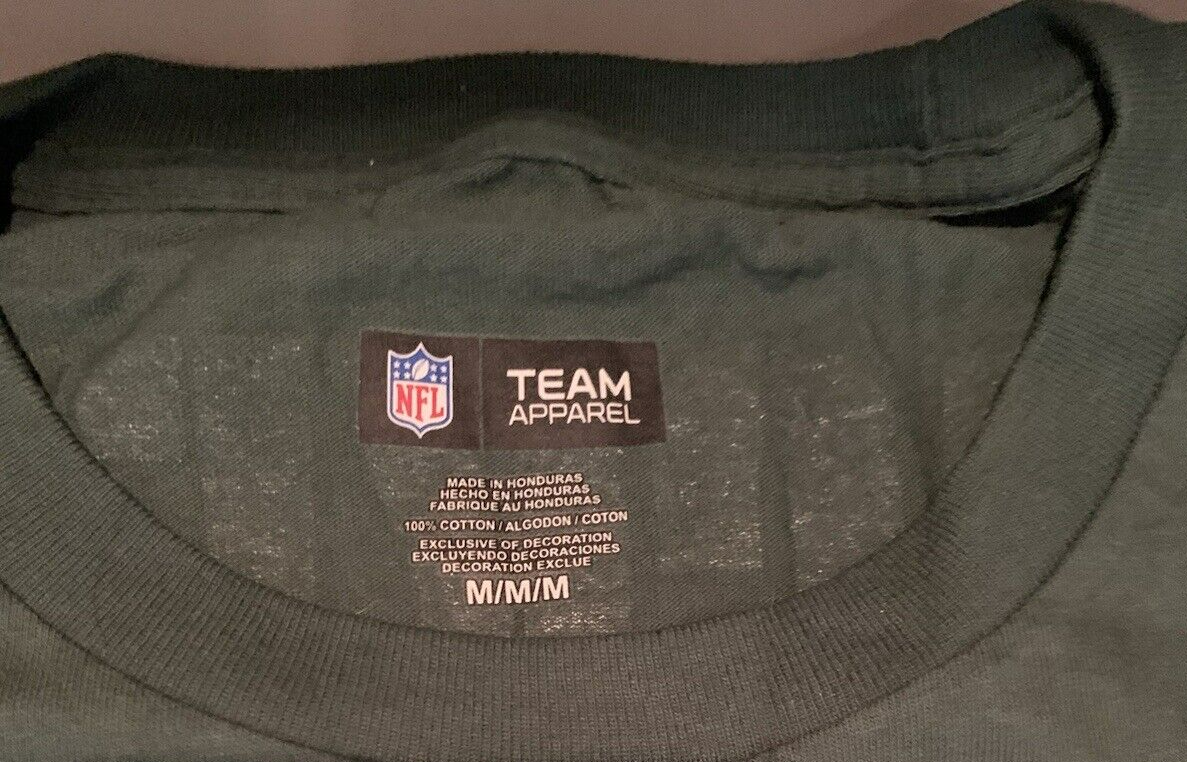 NFL
TEAM
APPAREL
MADE IN HONDURAS
HECHO EN HONDURAS
FABRIQUE AU HONDURAS
100% COTTON / ALGODON / COTON
EXCLUSIVE OF DECORATION
EXCLUYENDO DECORACIONES
DECORATION EXCLUE
M/M/M